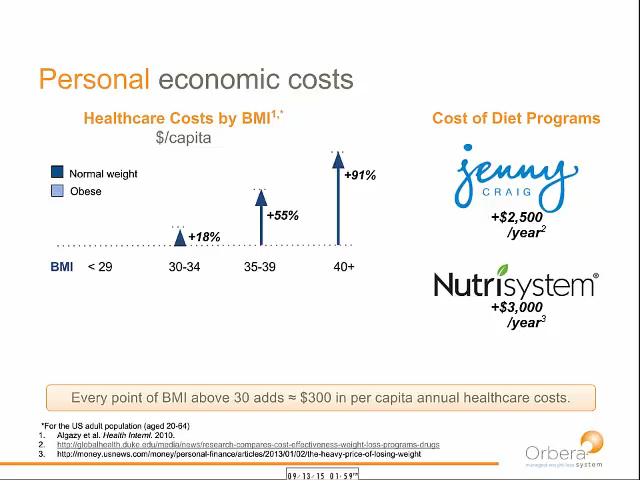 Personal economic costs
Healthcare Costs by BMI1,*
$/capita
Normal weight
Obese
+18%
+55%
+91%
BMI < 29 30-34 35-39 40+
Cost of Diet Programs
jenny
CRAIG
+$2,500
/year2
Nutrisystem®
+$3,000
/year3
Every point of BMI above 30 adds ≈ $300 in per capita annual healthcare costs.
*For the US adult population (aged 20-64)
1. Algazy et al. Health Interntl. 2010.
2. http://globalhealth.duke.edu/media/news/research-compares-cost-effectiveness-weight-loss-programs-drugs
3. http://money.usnews.com/money/personal-finance/articles/2013/01/02/the-heavy-price-of-losing-weight
Orbera
managed weight loss system
09/13/15 01:59